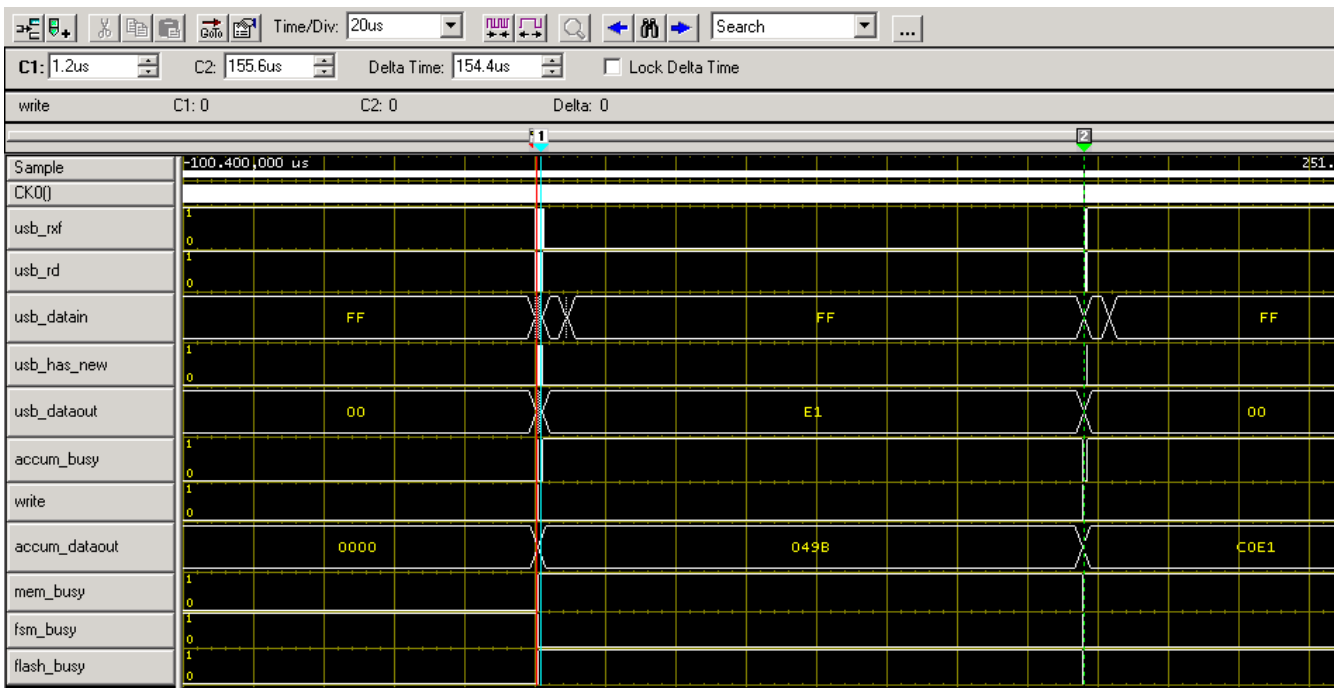 GoTo Time/Div: 20us Search ...
C1: 1.2us C2: 155.6us Delta Time: 154.4us Lock Delta Time
write C1: 0 C2: 0 Delta: 0
1 2
Sample -100.400,000 us 251.
CK0()
usb_rxf 1 0
usb_rd 1 0
usb_datain FF FF FF
usb_has_new 1 0
usb_dataout 00 E1 00
accum_busy 1 0
write 1 0
accum_dataout 0000 049B C0E1
mem_busy 1 0
fsm_busy 1 0
flash_busy 1 0